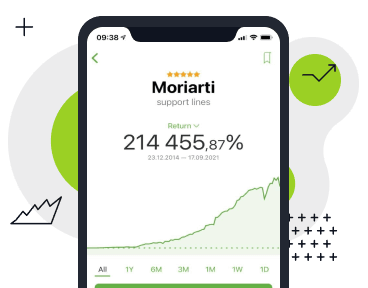 09:38
Moriarti
support lines
Return
214 455,87%
23.12.2014 — 17.09.2021
All 1Y 6M 3M 1M 1W 1D